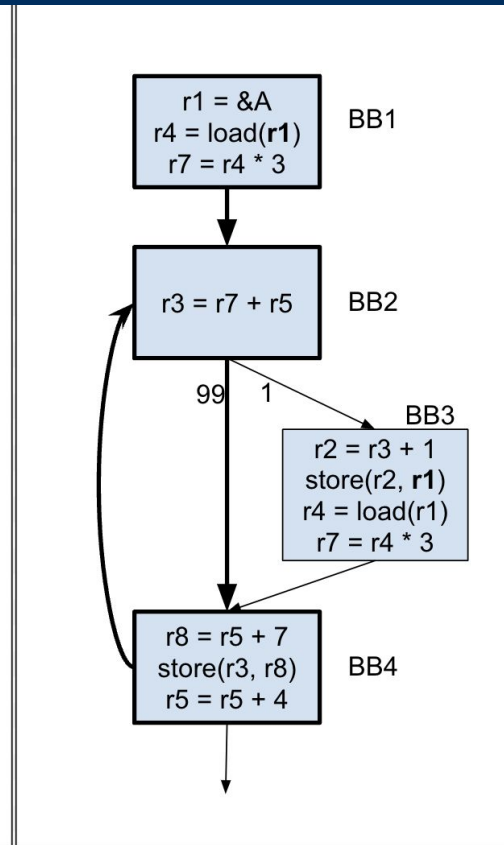 r1 = &A
r4 = load(r1)
r7 = r4 * 3
BB1
r3 = r7 + r5
BB2
99
1
BB3
r2 = r3 + 1
store(r2, r1)
r4 = load(r1)
r7 = r4 * 3
r8 = r5 + 7
store(r3, r8)
r5 = r5 + 4
BB4